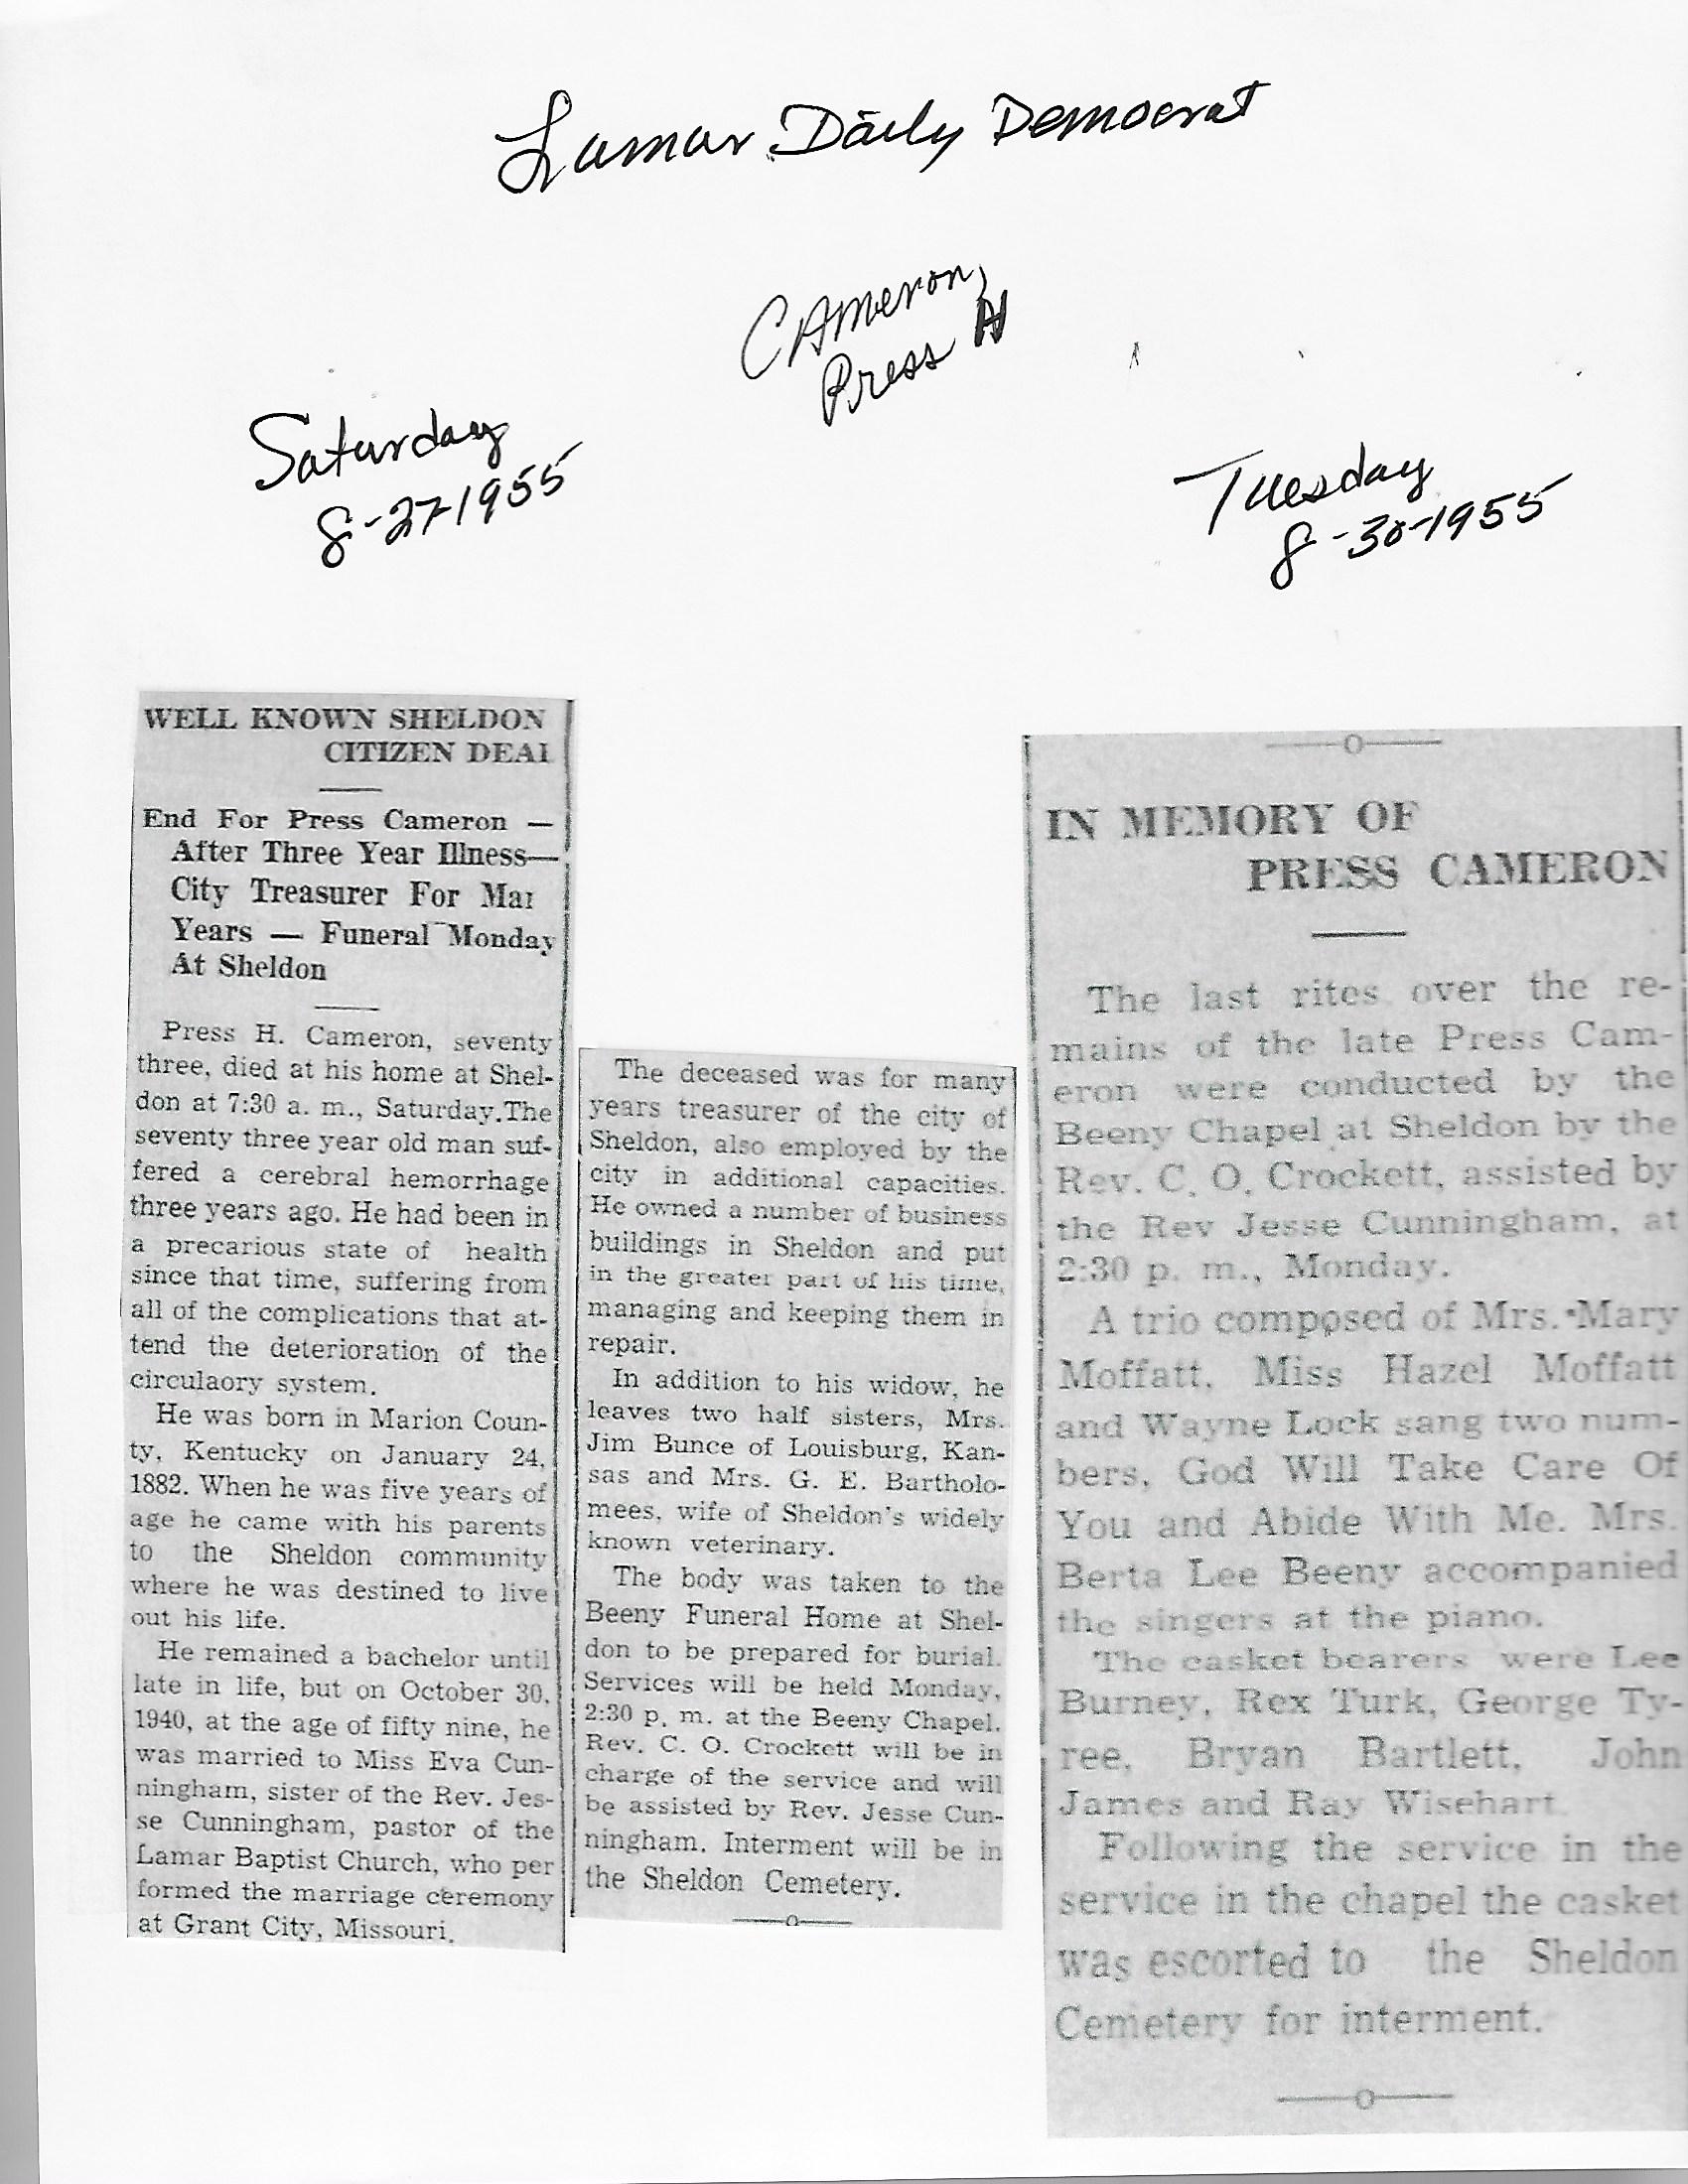 Lamar Daily Democrat
Cameron,
Press H
Saturday
8-27-1955
Tuesday
8-30-1955
WELL KNOWN SHELDON
CITIZEN DEAI
End For Press Cameron —
After Three Year Illness—
City Treasurer For Mai
Years — Funeral Monday
At Sheldon
Press H. Cameron, seventy
three, died at his home at Shel-
don at 7:30 a. m., Saturday.The
seventy three year old man suf-
fered a cerebral hemorrhage
three years ago. He had been in
a precarious state of health
since that time, suffering from
all of the complications that at-
tend the deterioration of the
circulaory system.
He was born in Marion Coun-
ty, Kentucky on January 24,
1882. When he was five years of
age he came with his parents
to the Sheldon community
where he was destined to live
out his life.
He remained a bachelor until
late in life, but on October 30,
1940, at the age of fifty nine, he
was married to Miss Eva Cun-
ningham, sister of the Rev. Jes-
se Cunningham, pastor of the
Lamar Baptist Church, who per
formed the marriage ceremony
at Grant City, Missouri.
The deceased was for many
years treasurer of the city of
Sheldon, also employed by the
city in additional capacities.
He owned a number of business
buildings in Sheldon and put
in the greater part of his time,
managing and keeping them in
repair.
In addition to his widow, he
leaves two half sisters, Mrs.
Jim Bunce of Louisburg, Kan-
sas and Mrs. G. E. Bartholo-
mees, wife of Sheldon's widely
known veterinary.
The body was taken to the
Beeny Funeral Home at Shel-
don to be prepared for burial.
Services will be held Monday,
2:30 p. m. at the Beeny Chapel.
Rev. C. O. Crockett will be in
charge of the service and will
be assisted by Rev. Jesse Cun-
ningham. Interment will be in
the Sheldon Cemetery.
IN MEMORY OF
PRESS CAMERON
The last rites over the re-
mains of the late Press Cam-
eron were conducted by the
Beeny Chapel at Sheldon by the
Rev. C. O. Crockett, assisted by
the Rev Jesse Cunningham, at
2:30 p. m., Monday.
A trio composed of Mrs. Mary
Moffatt, Miss Hazel Moffatt
and Wayne Lock sang two num-
bers, God Will Take Care Of
You and Abide With Me. Mrs.
Berta Lee Beeny accompanied
the singers at the piano.
The casket bearers were Lee
Burney, Rex Turk, George Ty-
ree, Bryan Bartlett, John
James and Ray Wisehart.
Following the service in the
service in the chapel the casket
was escorted to the Sheldon
Cemetery for interment.